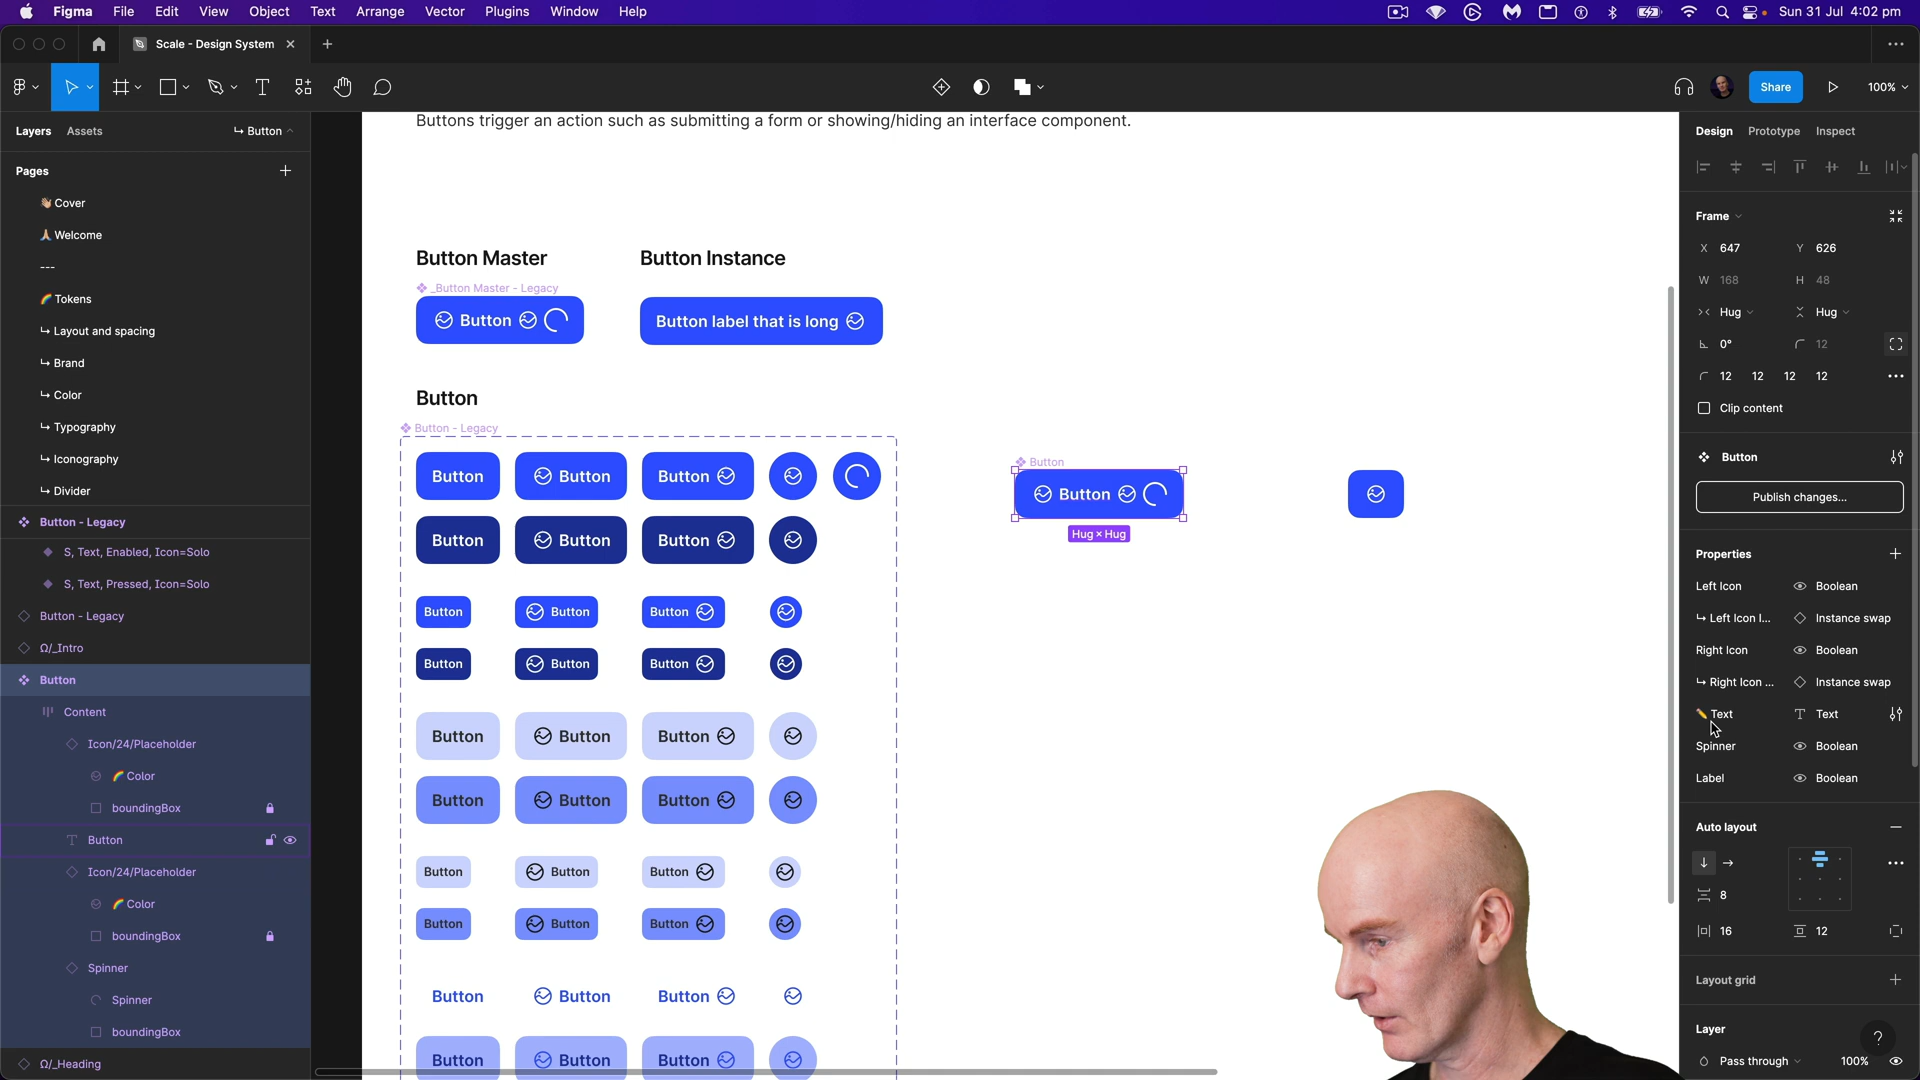 Figma File Edit View Object Text Arrange Vector Plugins Window Help
Sun 31 Jul 4:02 pm
Scale - Design System
Share
100%
Layers Assets
↳ Button
Pages
👋🏼 Cover
🙏🏼 Welcome
---
🌈 Tokens
↳ Layout and spacing
↳ Brand
↳ Color
↳ Typography
↳ Iconography
↳ Divider
Button - Legacy
S, Text, Enabled, Icon=Solo
S, Text, Pressed, Icon=Solo
Button - Legacy
Ω/_Intro
Button
Content
Icon/24/Placeholder
🌈 Color
boundingBox
Button
Icon/24/Placeholder
🌈 Color
boundingBox
Spinner
Spinner
boundingBox
Ω/_Heading
Buttons trigger an action such as submitting a form or showing/hiding an interface component.
Button Master
Button Instance
_Button Master - Legacy
Button
Button label that is long
Button
Button - Legacy
Button Button Button
Button Button Button
Button Button Button
Button Button Button
Button Button Button
Button Button Button
Button Button Button
Button Button Button
Button Button Button
Button Button Button
Button
Button
Hug × Hug
Design Prototype Inspect
Frame
X 647 Y 626
W 168 H 48
Hug Hug
0° 12
12 12 12 12
Clip content
Button
Publish changes...
Properties
Left Icon Boolean
↳ Left Icon I... Instance swap
Right Icon Boolean
↳ Right Icon ... Instance swap
✏️ Text T Text
Spinner Boolean
Label Boolean
Auto layout
8
16 12
Layout grid
Layer
?
Pass through 100%